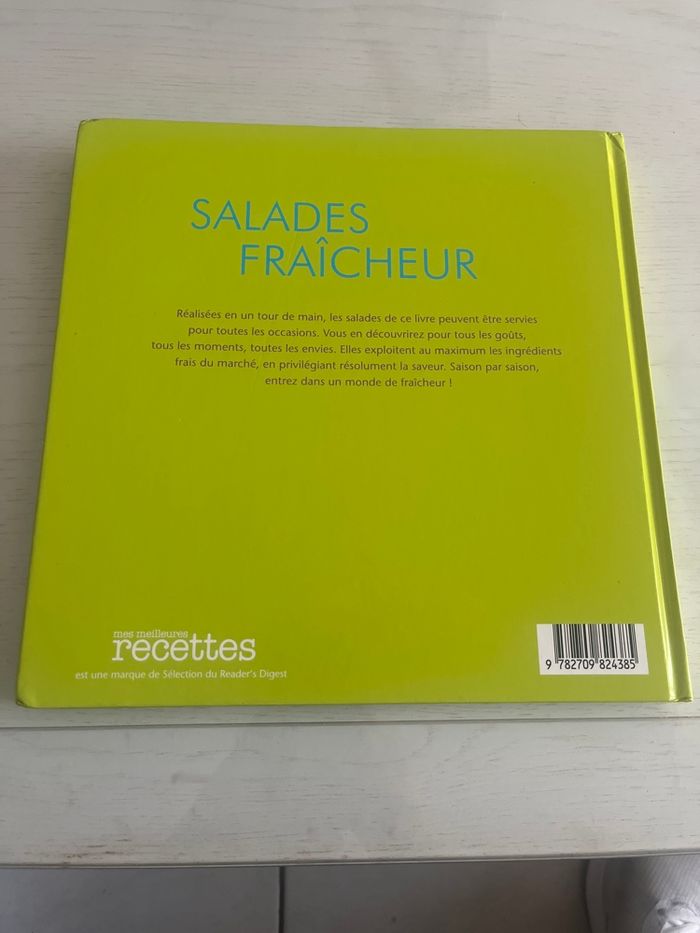 SALADES
FRAÎCHEUR
Réalisées en un tour de main, les salades de ce livre peuvent être servies
pour toutes les occasions. Vous en découvrirez pour tous les goûts,
tous les moments, toutes les envies. Elles exploitent au maximum les ingrédients
frais du marché, en privilégiant résolument la saveur. Saison par saison,
entrez dans un monde de fraîcheur !
mes meilleures
recettes
est une marque de Sélection du Reader's Digest
9 782709 824385